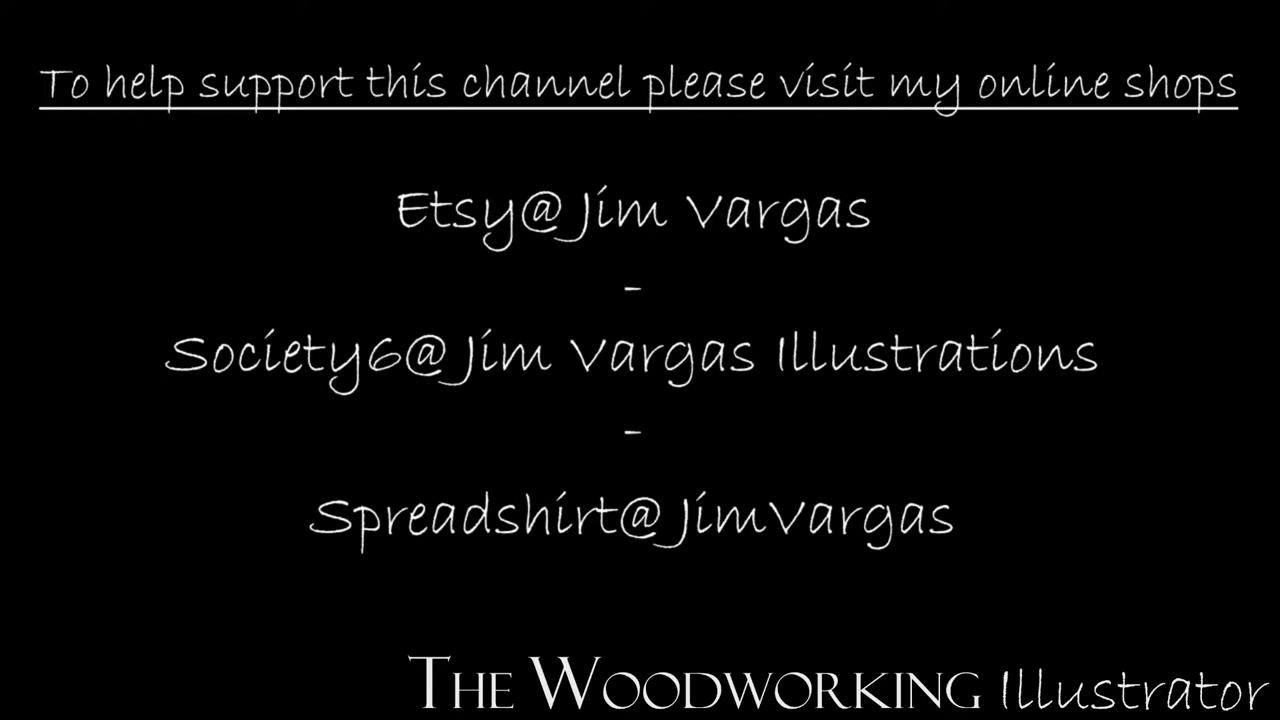 To help support this channel please visit my online shops
Etsy@Jim Vargas
-
Society6@Jim Vargas Illustrations
-
Spreadshirt@JimVargas
The Woodworking Illustrator